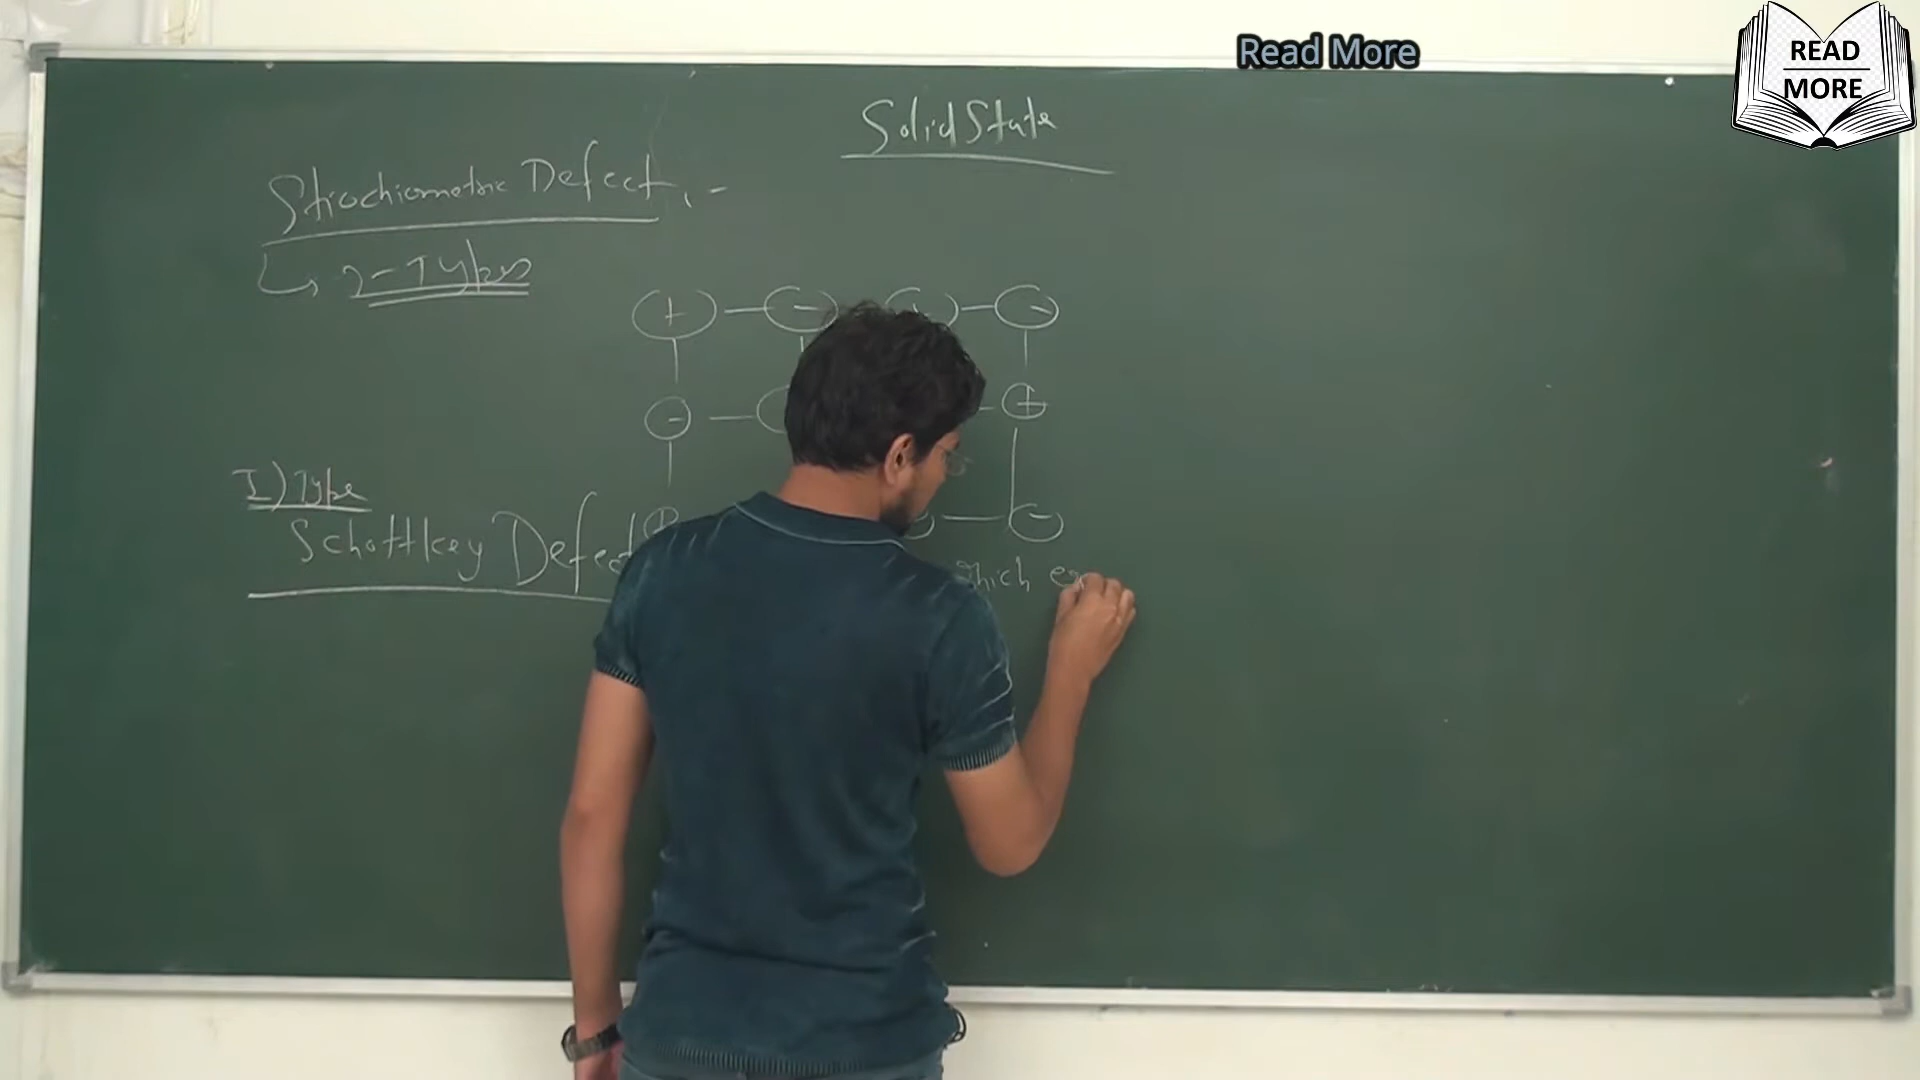 Read More
READ
MORE
Solid State
Stiochiometric Defect :-
↳ 2-Types
+ - -
- +
I) Type
Schottkey Defect
-
which